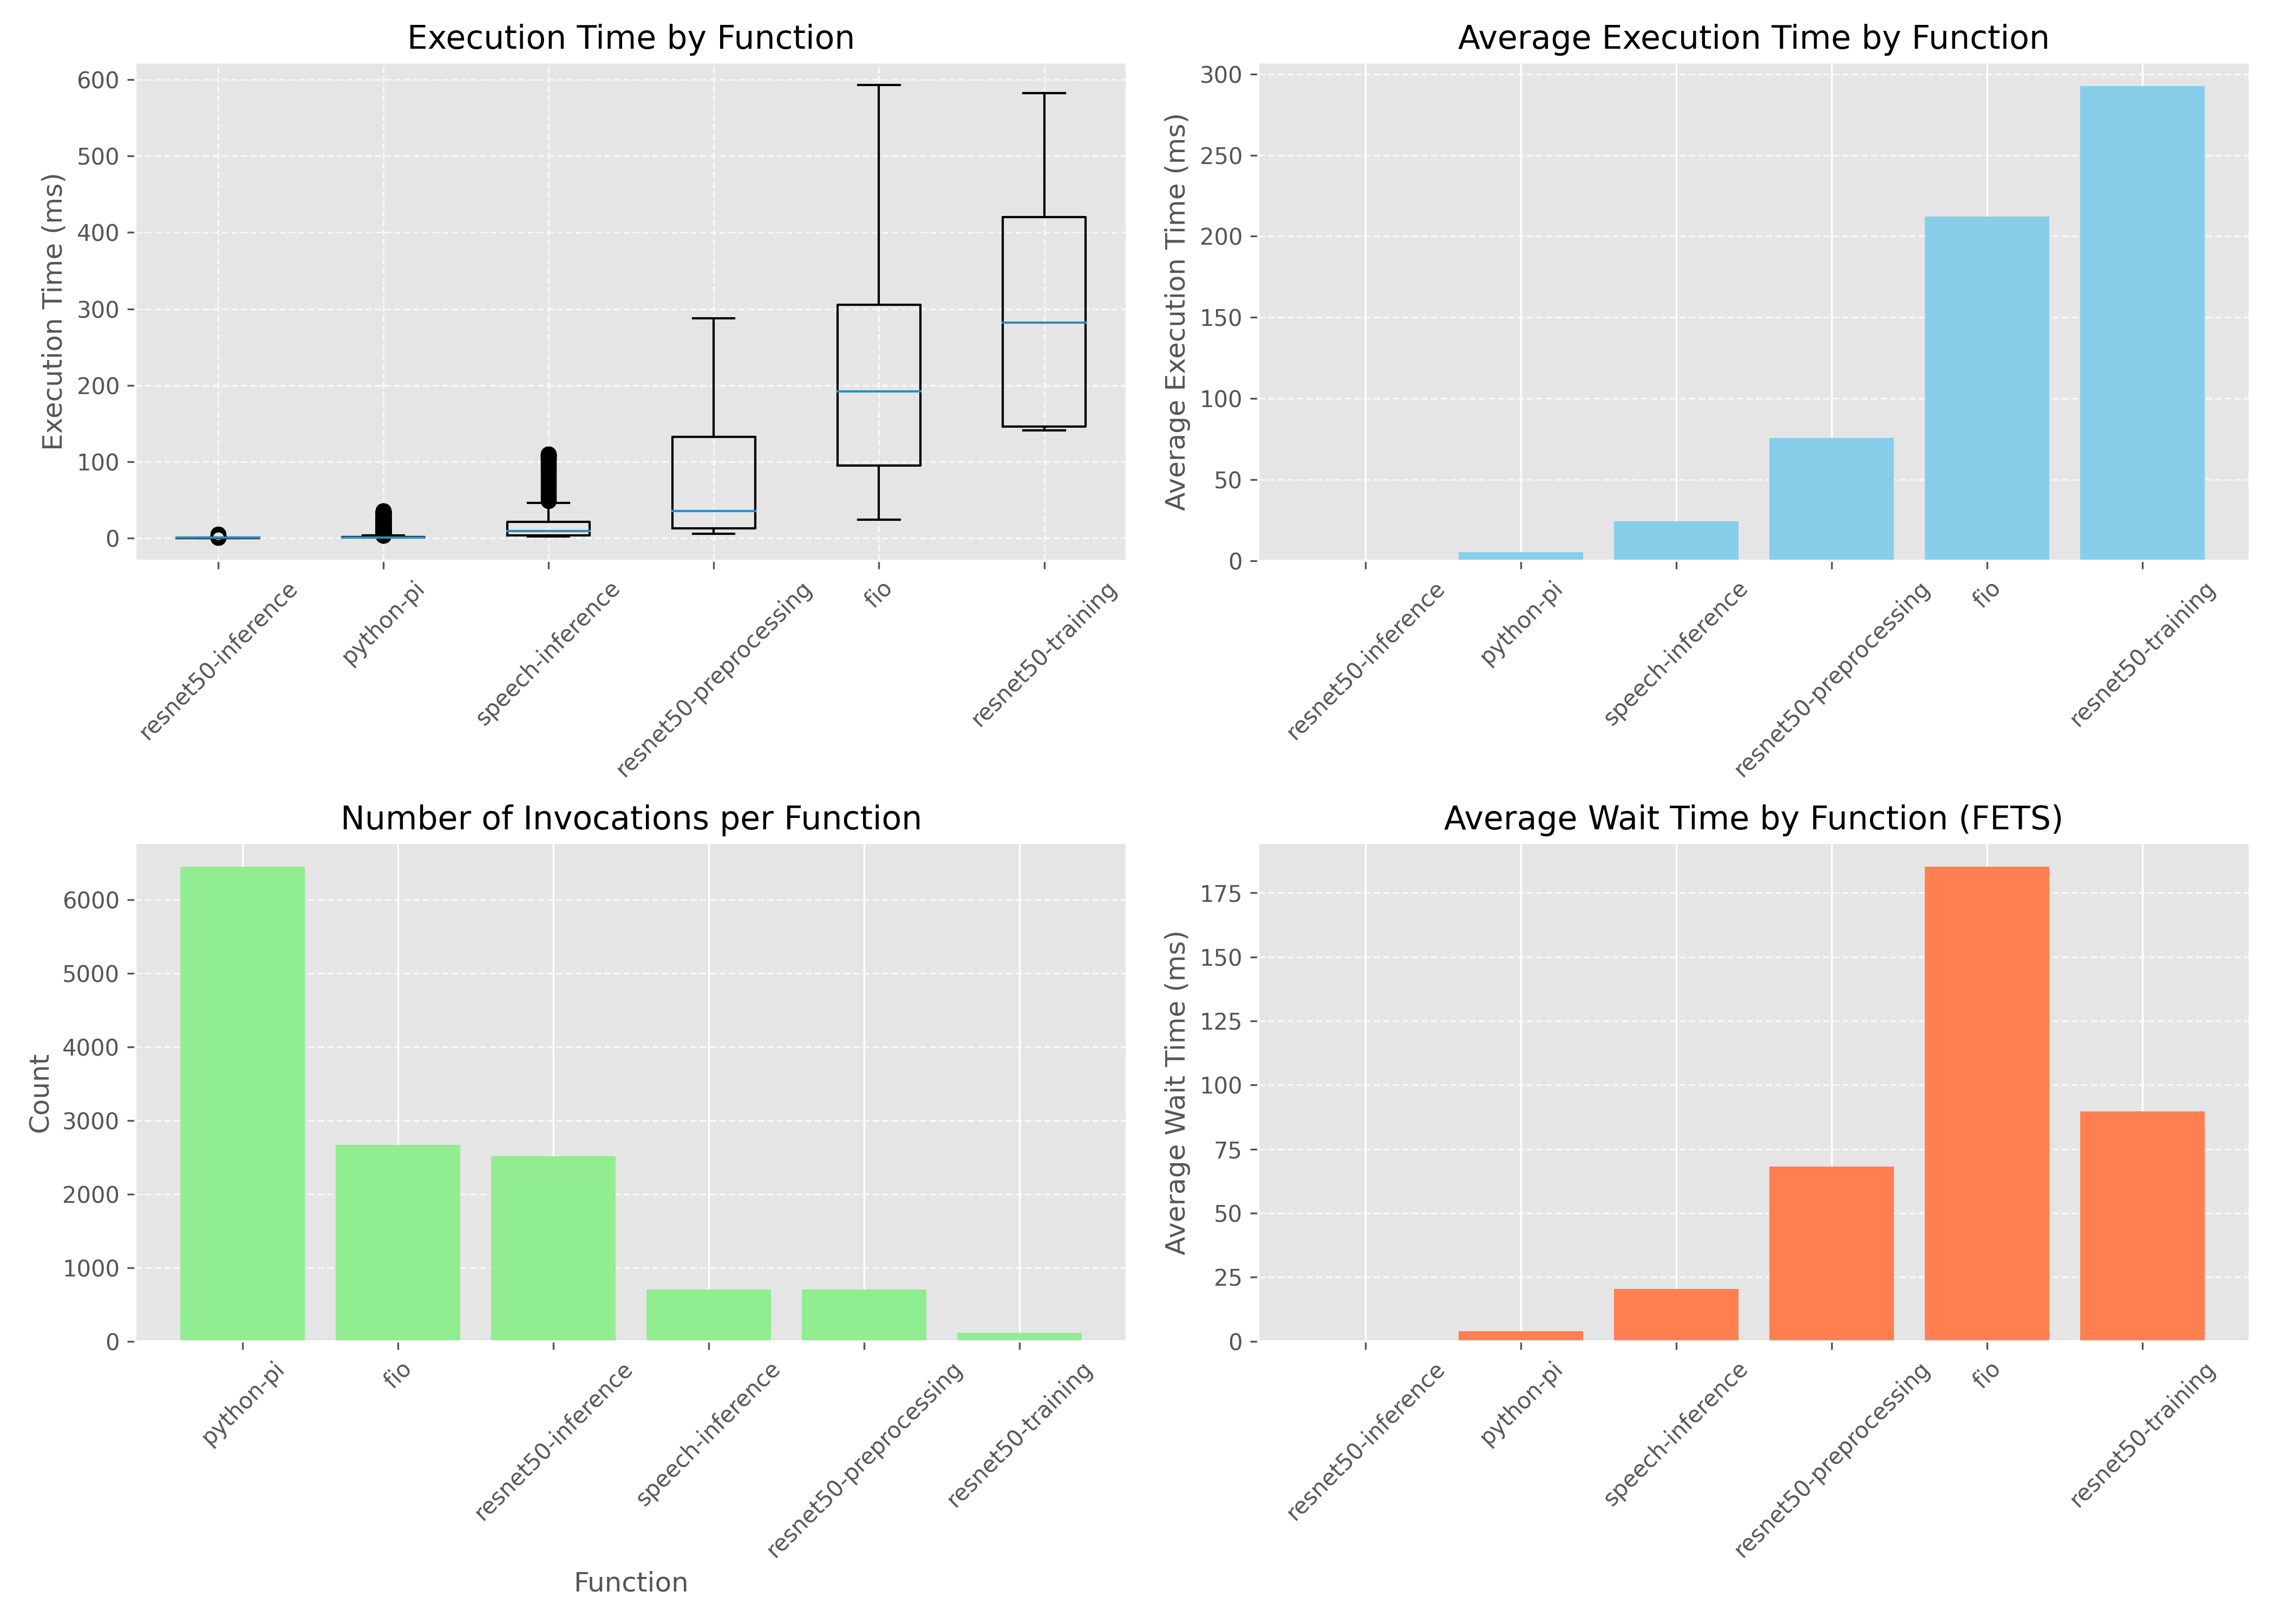 Execution Time by Function
Execution Time (ms)
600
500
400
300
200
100
0
resnet50-inference
python-pi
speech-inference
resnet50-preprocessing
fio
resnet50-training
Average Execution Time by Function
Average Execution Time (ms)
300
250
200
150
100
50
0
resnet50-inference
python-pi
speech-inference
resnet50-preprocessing
fio
resnet50-training
Number of Invocations per Function
Count
6000
5000
4000
3000
2000
1000
0
python-pi
fio
resnet50-inference
speech-inference
resnet50-preprocessing
resnet50-training
Function
Average Wait Time by Function (FETS)
Average Wait Time (ms)
175
150
125
100
75
50
25
0
resnet50-inference
python-pi
speech-inference
resnet50-preprocessing
fio
resnet50-training